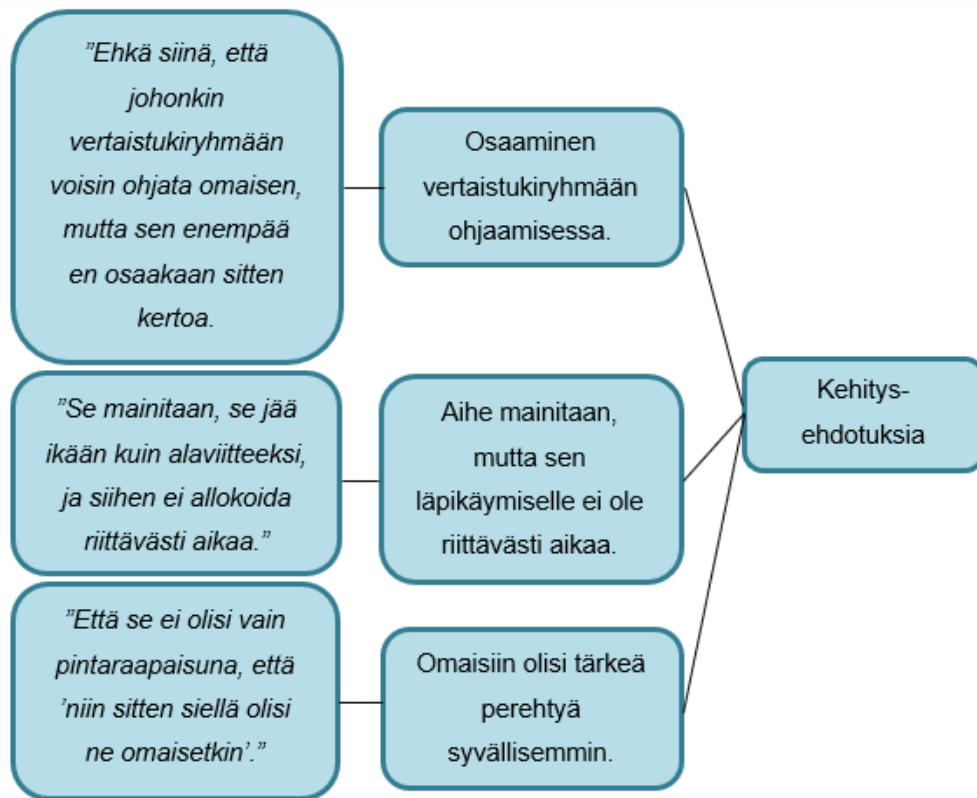 ”Ehkä siinä, että
johonkin
vertaistukiryhmään
voisin ohjata omaisen,
mutta sen enempää
en osaakaan sitten
kertoa.
Osaaminen
vertaistukiryhmään
ohjaamisessa.
”Se mainitaan, se jää
ikään kuin alaviitteeksi,
ja siihen ei allokoida
riittävästi aikaa.”
Aihe mainitaan,
mutta sen
läpikäymiselle ei ole
riittävästi aikaa.
”Että se ei olisi vain
pintaraapaisuna, että
’niin sitten siellä olisi
ne omaisetkin’.”
Omaisiin olisi tärkeä
perehtyä
syvällisemmin.
Kehitys-
ehdotuksia